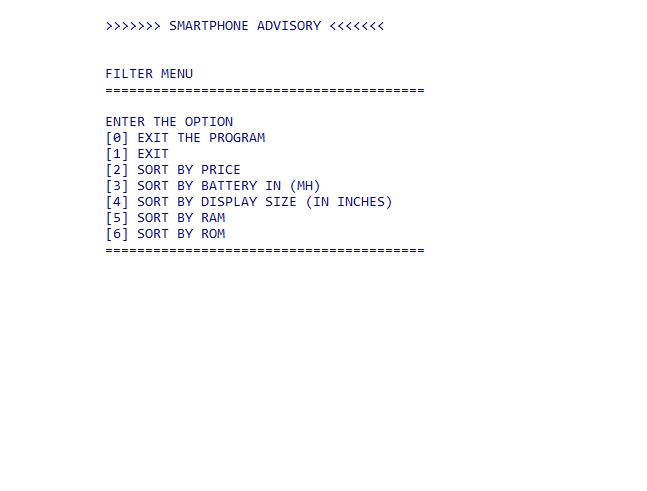 >>>>>>> SMARTPHONE ADVISORY <<<<<<<
FILTER MENU
========================================
ENTER THE OPTION
[0] EXIT THE PROGRAM
[1] EXIT
[2] SORT BY PRICE
[3] SORT BY BATTERY IN (MH)
[4] SORT BY DISPLAY SIZE (IN INCHES)
[5] SORT BY RAM
[6] SORT BY ROM
========================================